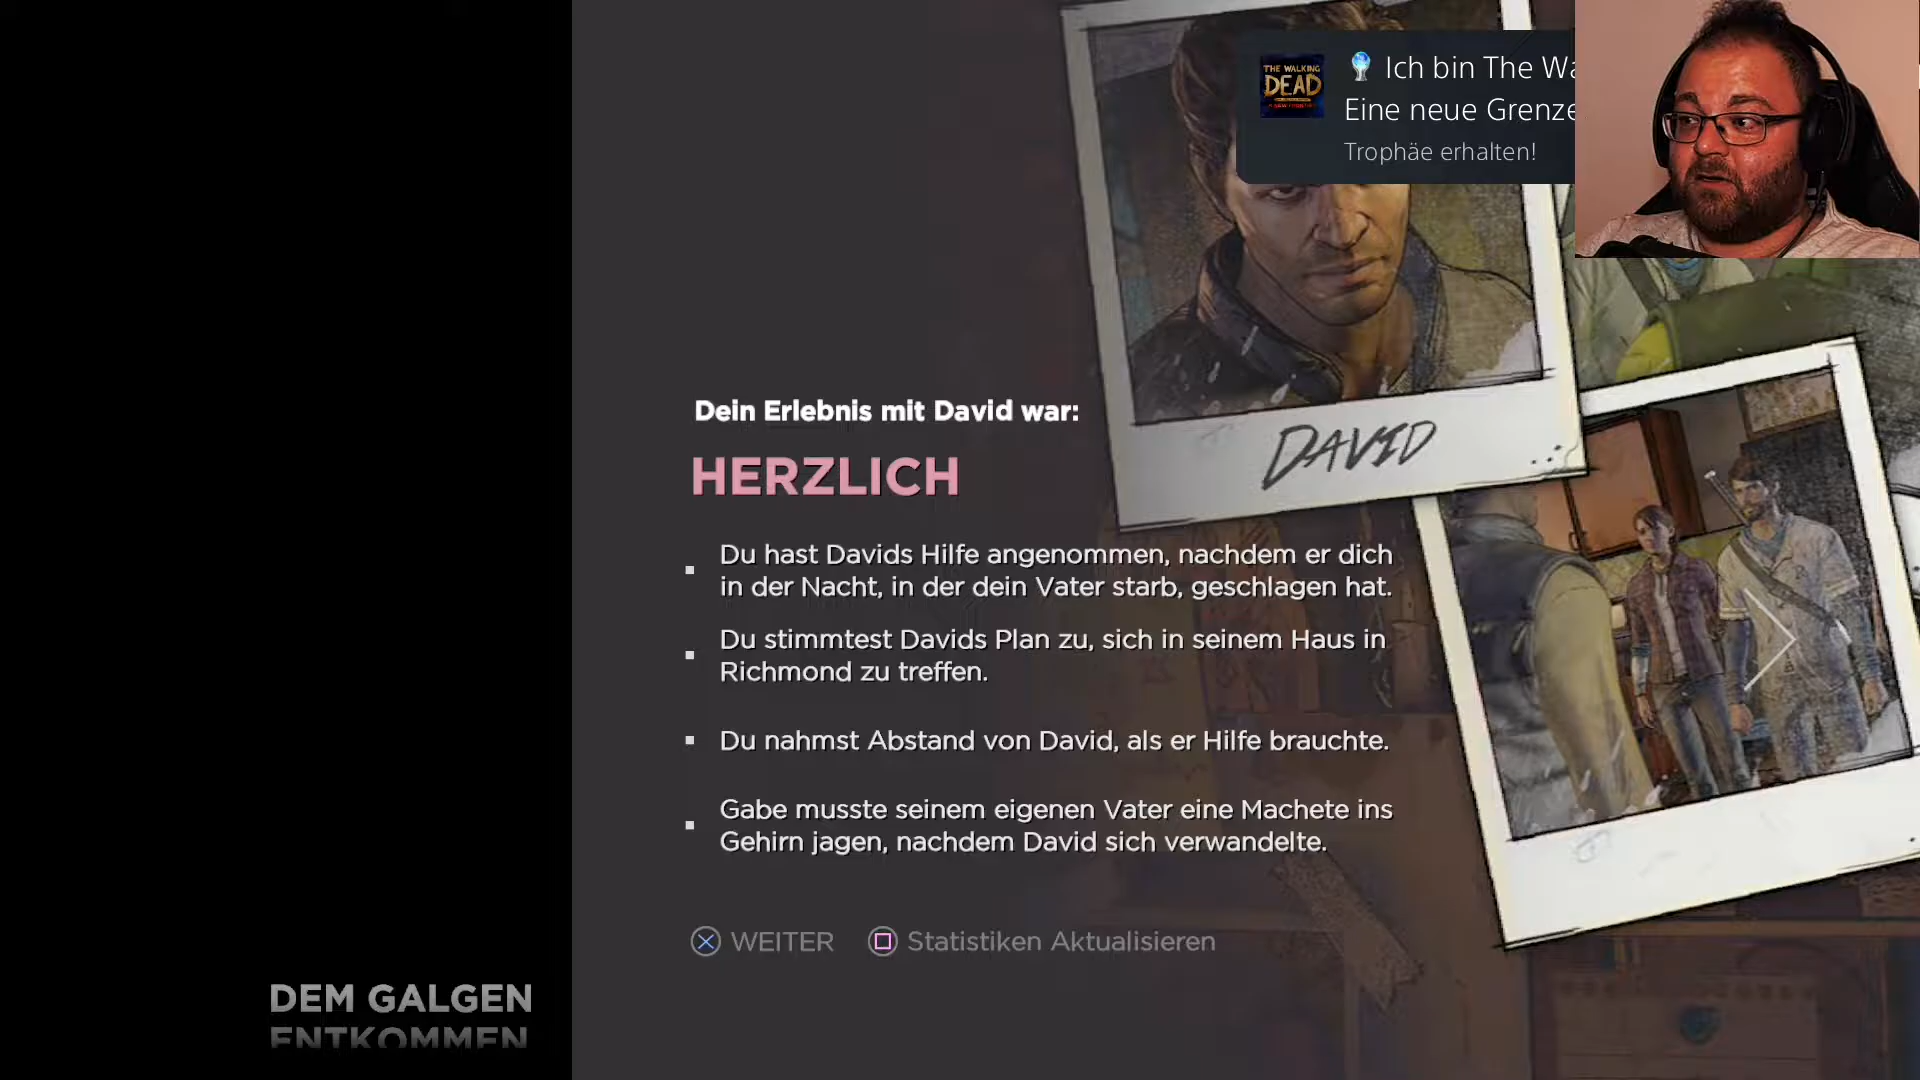 THE WALKING
DEAD
Ich bin The Wa
Eine neue Grenze
Trophäe erhalten!
DAVID
Dein Erlebnis mit David war:
HERZLICH
Du hast Davids Hilfe angenommen, nachdem er dich
in der Nacht, in der dein Vater starb, geschlagen hat.
Du stimmtest Davids Plan zu, sich in seinem Haus in
Richmond zu treffen.
Du nahmst Abstand von David, als er Hilfe brauchte.
Gabe musste seinem eigenen Vater eine Machete ins
Gehirn jagen, nachdem David sich verwandelte.
WEITER Statistiken Aktualisieren
DEM GALGEN
ENTKOMMEN